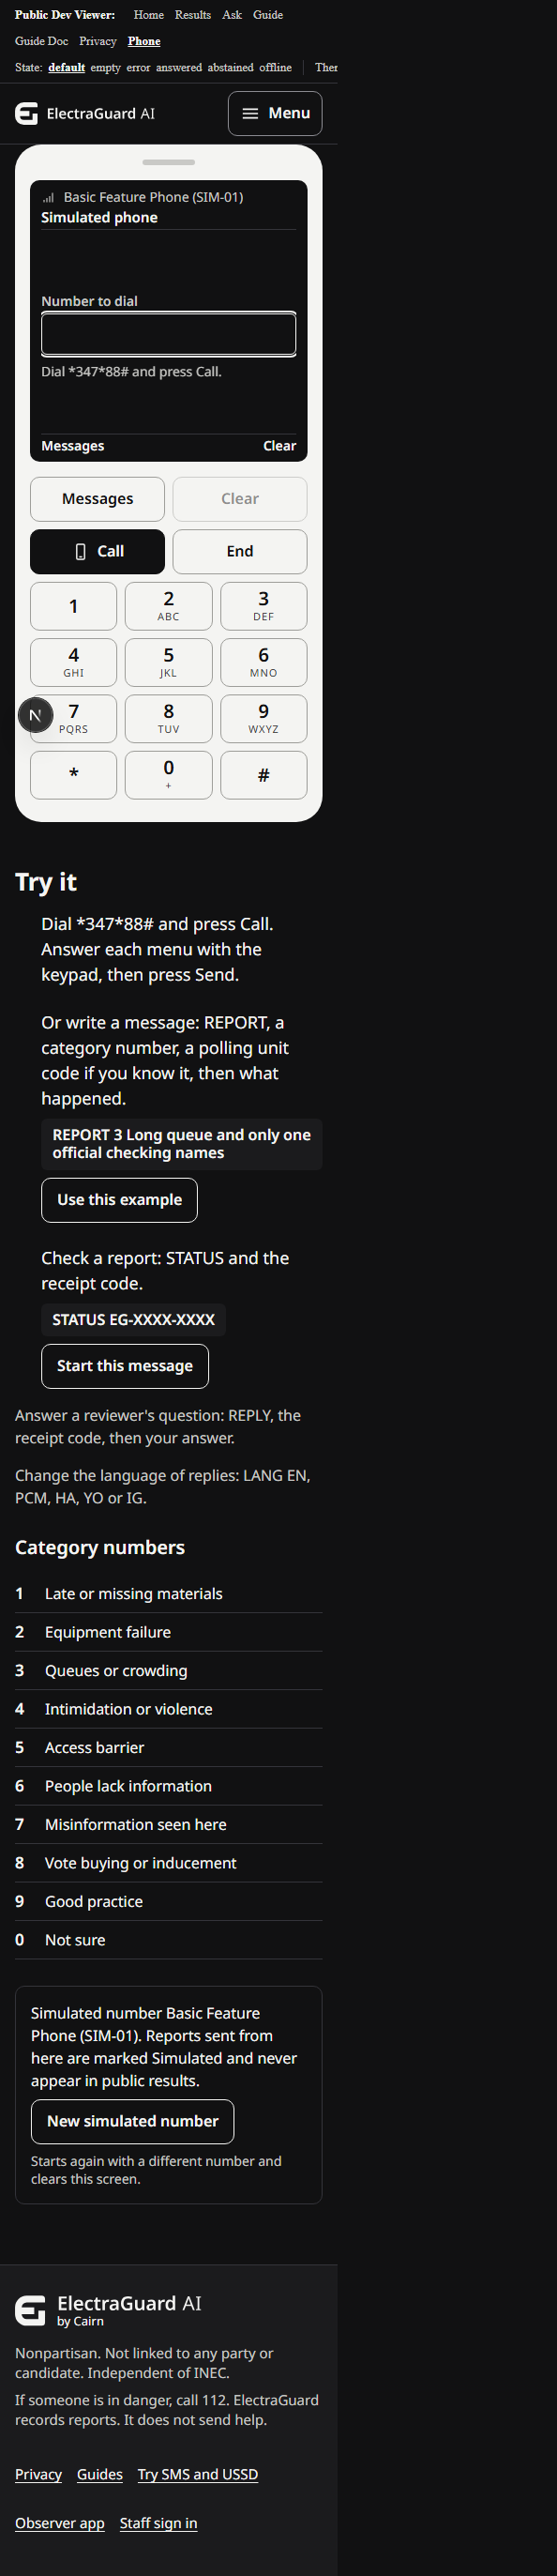 Public Dev Viewer: Home Results Ask Guide
Guide Doc Privacy Phone
State: default empty error answered abstained offline
ElectraGuard AI
Menu
Basic Feature Phone (SIM-01)
Simulated phone
Number to dial
Dial *347*88# and press Call.
Messages Clear
Messages Clear
Call End
1 2 3
ABC DEF
4 5 6
GHI JKL MNO
N 7 8 9
PQRS TUV WXYZ
* 0 #
+
Try it
Dial *347*88# and press Call.
Answer each menu with the
keypad, then press Send.
Or write a message: REPORT, a
category number, a polling unit
code if you know it, then what
happened.
REPORT 3 Long queue and only one
official checking names
Use this example
Check a report: STATUS and the
receipt code.
STATUS EG-XXXX-XXXX
Start this message
Answer a reviewer's question: REPLY, the
receipt code, then your answer.
Change the language of replies: LANG EN,
PCM, HA, YO or IG.
Category numbers
1 Late or missing materials
2 Equipment failure
3 Queues or crowding
4 Intimidation or violence
5 Access barrier
6 People lack information
7 Misinformation seen here
8 Vote buying or inducement
9 Good practice
0 Not sure
Simulated number Basic Feature
Phone (SIM-01). Reports sent from
here are marked Simulated and never
appear in public results.
New simulated number
Starts again with a different number and
clears this screen.
ElectraGuard AI
by Cairn
Nonpartisan. Not linked to any party or
candidate. Independent of INEC.
If someone is in danger, call 112. ElectraGuard
records reports. It does not send help.
Privacy Guides Try SMS and USSD
Observer app Staff sign in